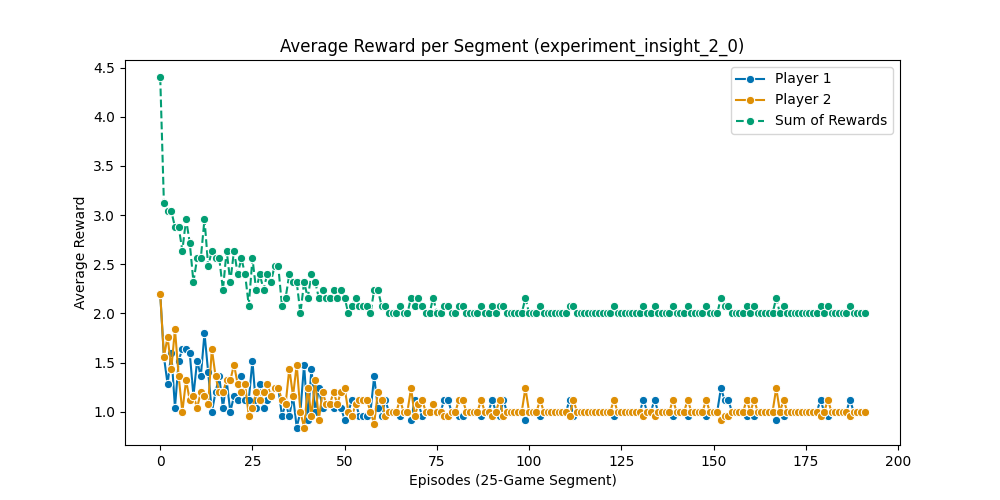 Average Reward per Segment (experiment_insight_2_0)
Player 1
Player 2
Sum of Rewards
Average Reward
4.5
4.0
3.5
3.0
2.5
2.0
1.5
1.0
0 25 50 75 100 125 150 175 200
Episodes (25-Game Segment)